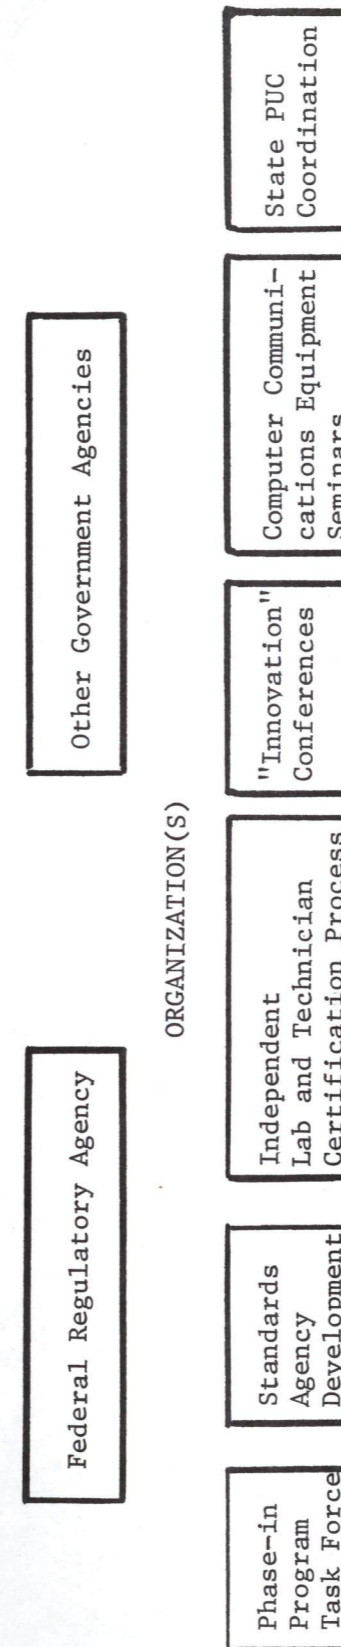 Federal Regulatory Agency
Other Government Agencies
ORGANIZATION(S)
Phase-in
Program
Task Force
Standards
Agency
Development
Independent
Lab and Technician
Certification Process
"Innovation"
Conferences
Computer Communi-
cations Equipment
Seminars
State PUC
Coordination